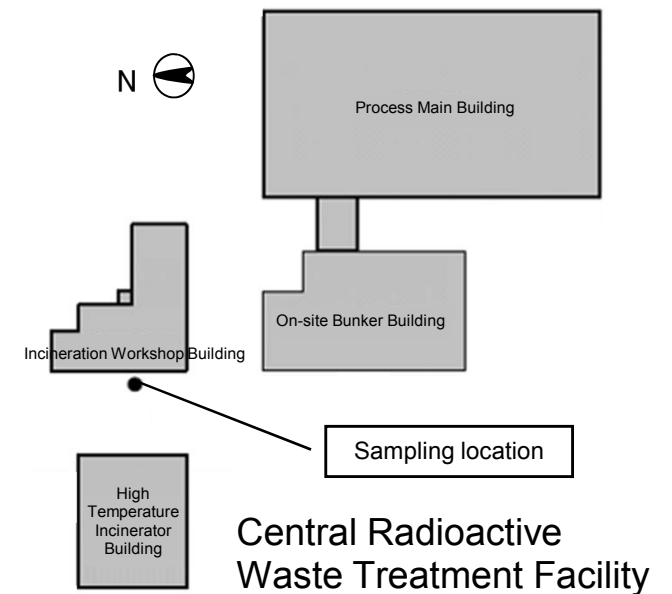 N
Process Main Building
On-site Bunker Building
Incineration Workshop Building
Sampling location
High
Temperature
Incinerator
Building
Central Radioactive
Waste Treatment Facility